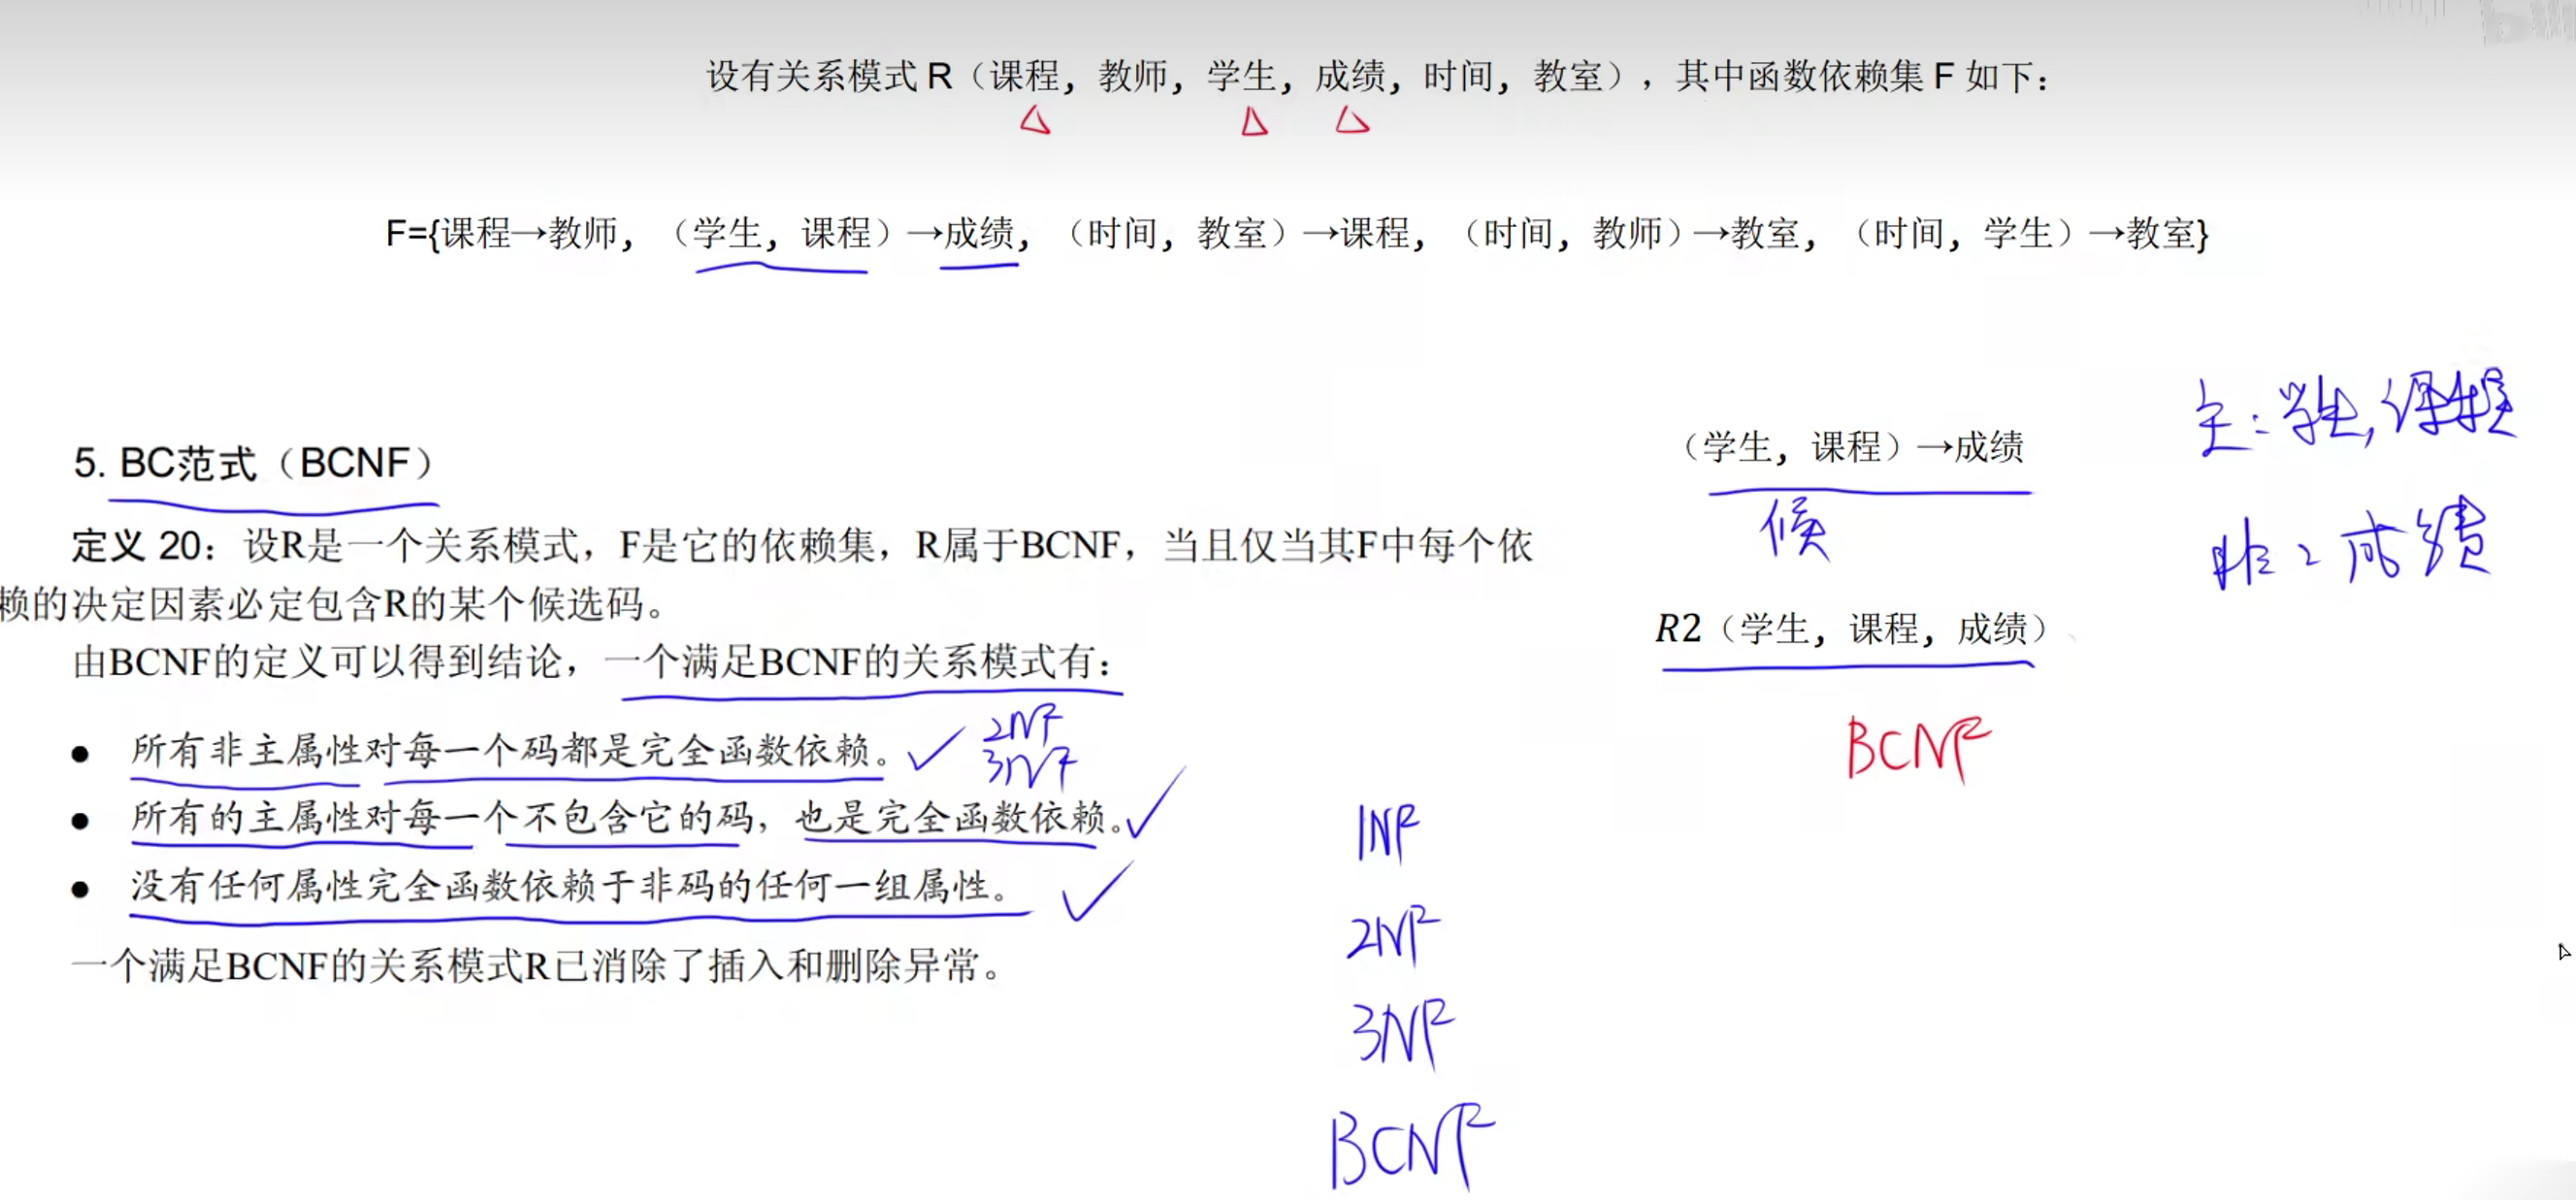 设有关系模式 R（课程，教师，学生，成绩，时间，教室），其中函数依赖集 F 如下：
F={课程→教师，（学生，课程）→成绩，（时间，教室）→课程，（时间，教师）→教室，（时间，学生）→教室}
5. BC范式（BCNF）
定义 20：设R是一个关系模式，F是它的依赖集，R属于BCNF，当且仅当其F中每个依
赖的决定因素必定包含R的某个候选码。
由BCNF的定义可以得到结论，一个满足BCNF的关系模式有：
● 所有非主属性对每一个码都是完全函数依赖。
2NF
3NF
● 所有的主属性对每一个不包含它的码，也是完全函数依赖。
● 没有任何属性完全函数依赖于非码的任何一组属性。
一个满足BCNF的关系模式R已消除了插入和删除异常。
（学生，课程）→成绩
候
R2（学生，课程，成绩）
BCNF
主：学生，课程
非：成绩
1NF
2NF
3NF
BCNF